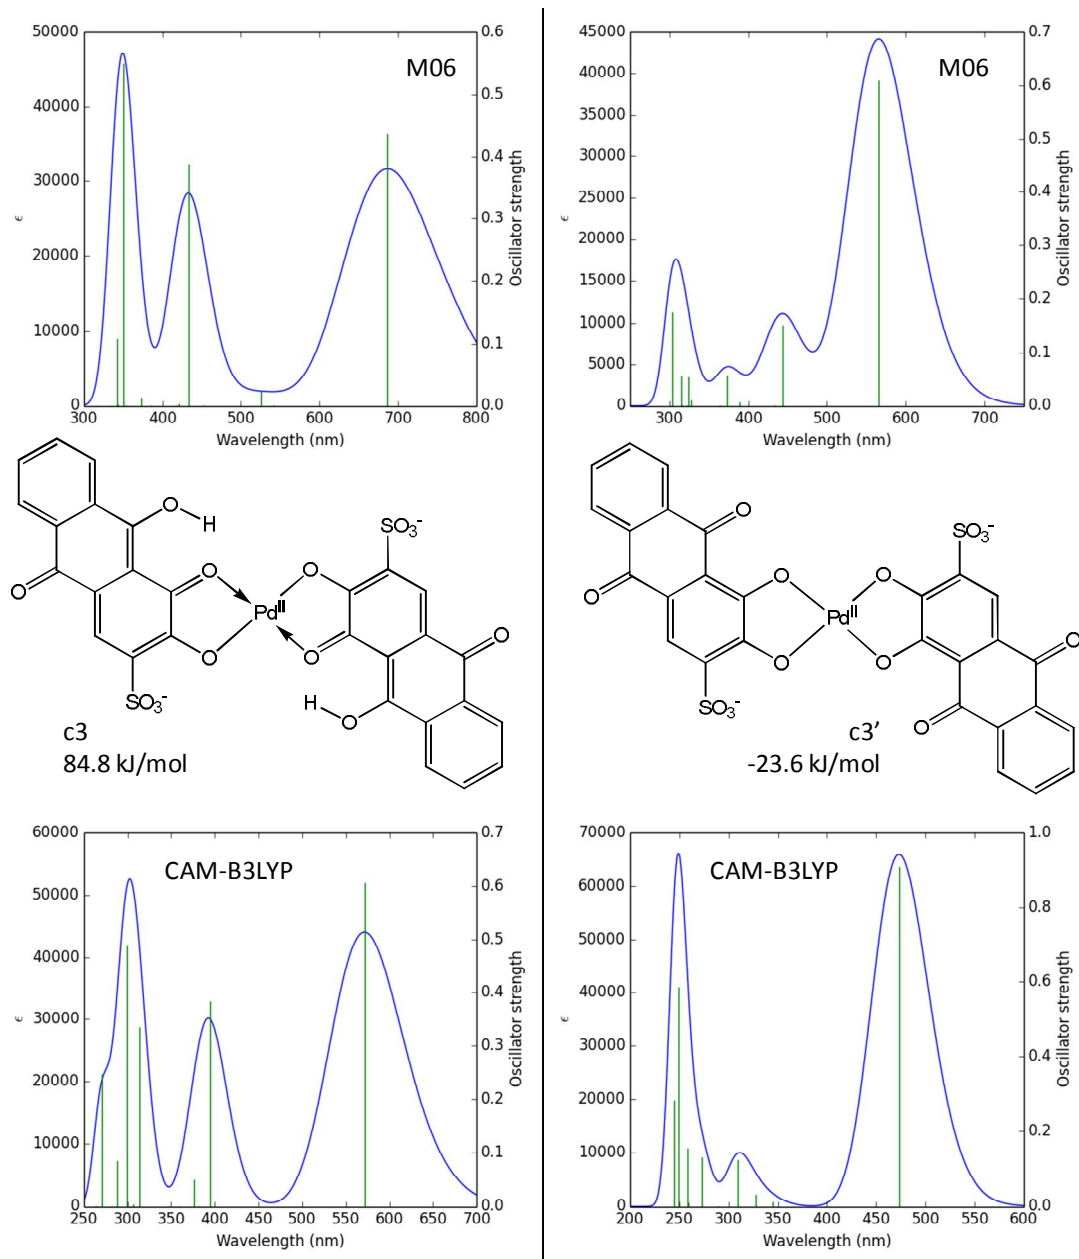 M06
50000
40000
30000
20000
10000
0
ϵ
0.6
0.5
0.4
0.3
0.2
0.1
0.0
Oscillator strength
300 400 500 600 700 800
Wavelength (nm)
M06
45000
40000
35000
30000
25000
20000
15000
10000
5000
0
ϵ
0.7
0.6
0.5
0.4
0.3
0.2
0.1
0.0
Oscillator strength
300 400 500 600 700
Wavelength (nm)
O
H
O
O
O
Pd^II
O
O
SO3-
SO3-
O
H
O
c3
84.8 kJ/mol
O
O
O
O
Pd^II
O
O
SO3-
SO3-
O
O
c3’
-23.6 kJ/mol
CAM-B3LYP
60000
50000
40000
30000
20000
10000
0
ϵ
0.7
0.6
0.5
0.4
0.3
0.2
0.1
0.0
Oscillator strength
250 300 350 400 450 500 550 600 650 700
Wavelength (nm)
CAM-B3LYP
70000
60000
50000
40000
30000
20000
10000
0
ϵ
1.0
0.8
0.6
0.4
0.2
0.0
Oscillator strength
200 250 300 350 400 450 500 550 600
Wavelength (nm)